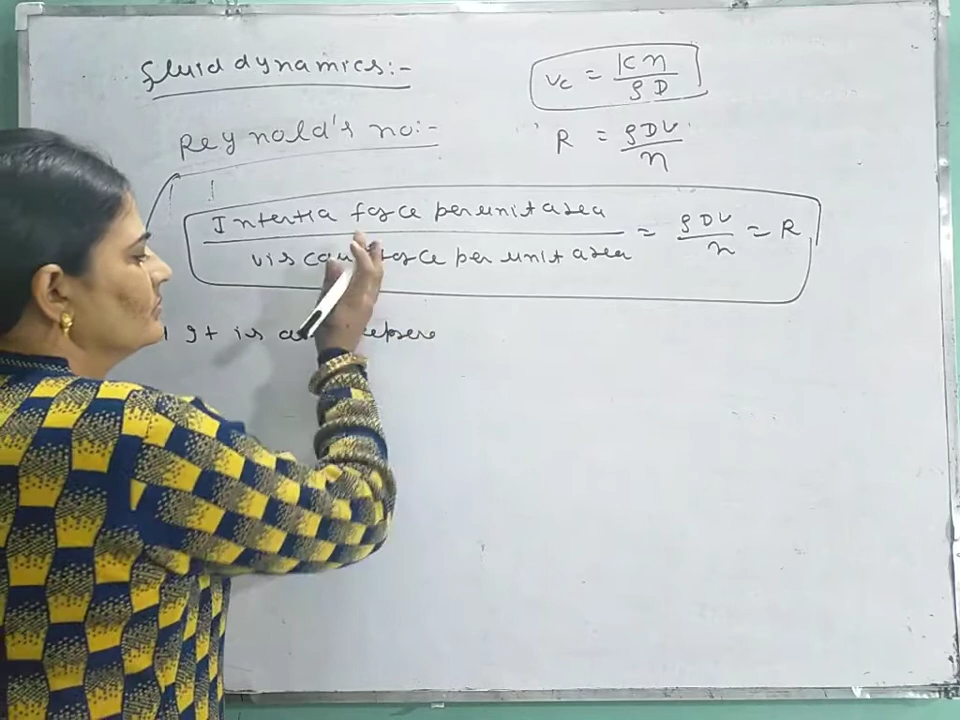 fluid dynamics:-
Vc = Kη / ρD
Reynold's no:-
R = ρDV / η
Intertia force per unit area / viscous force per unit area = ρDV / η = R
It is